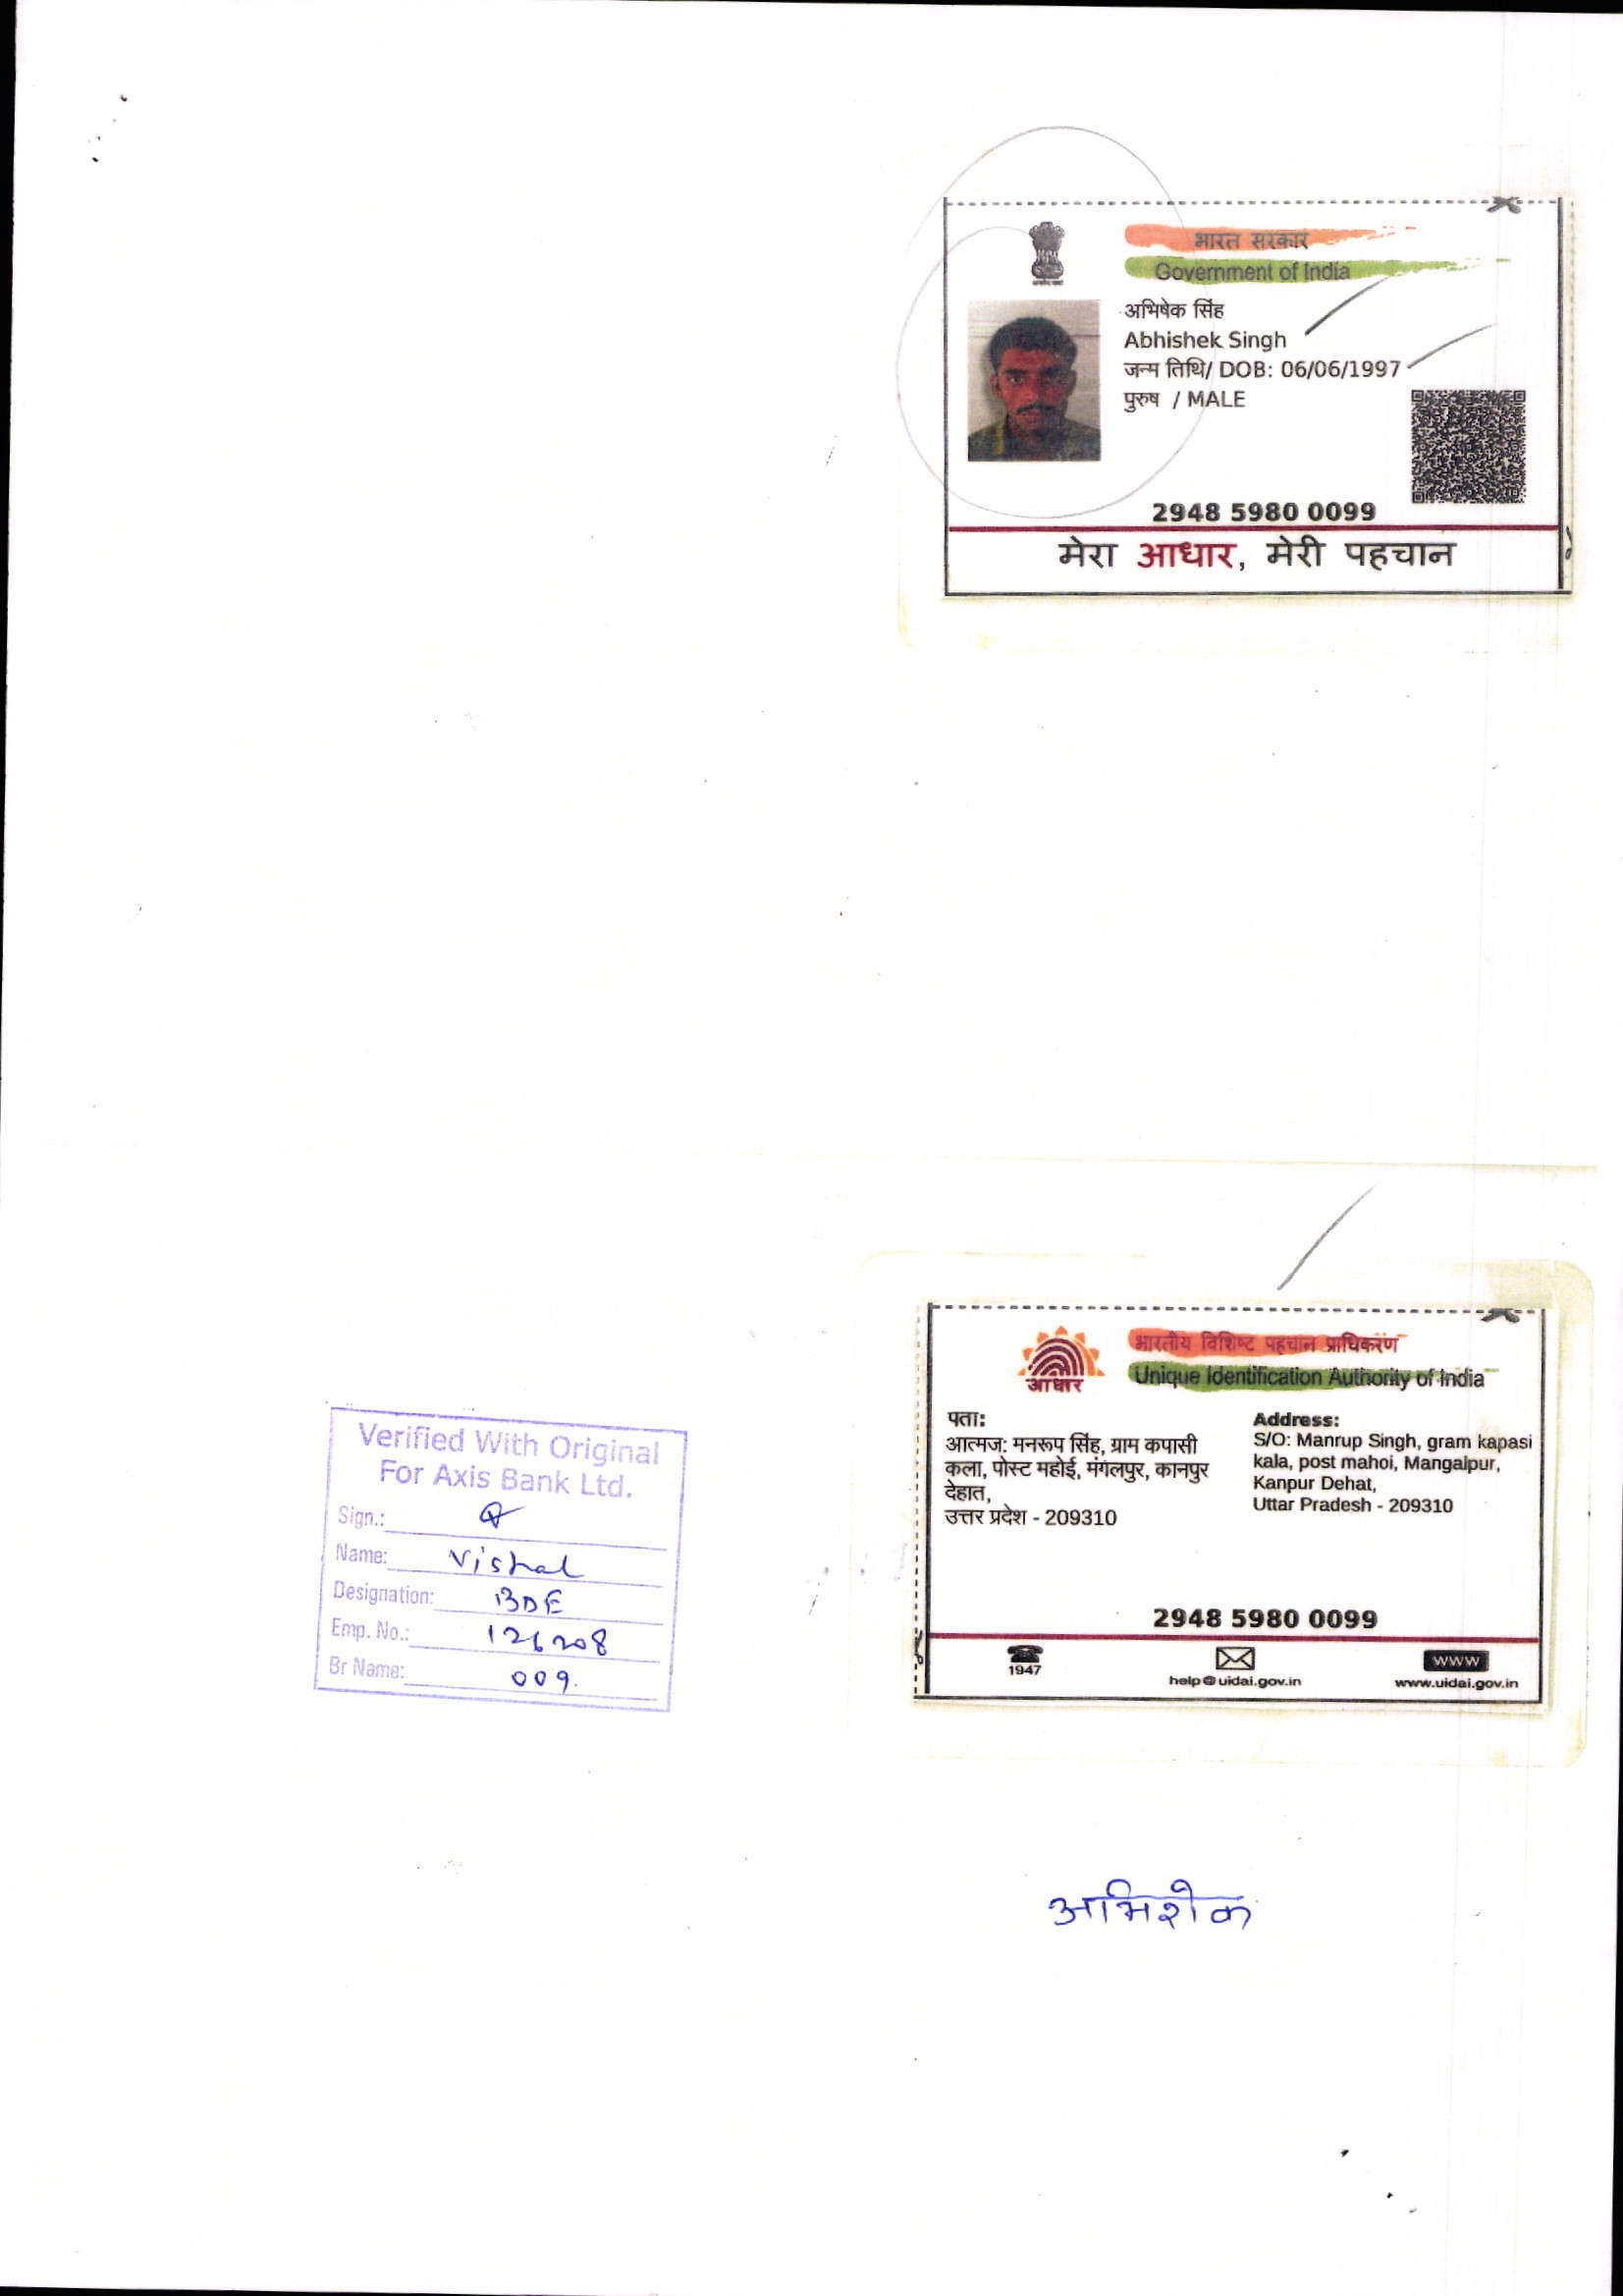 भारत सरकार
Government of India
अभिषेक सिंह
Abhishek Singh
जन्म तिथि/ DOB: 06/06/1997
पुरुष / MALE
2948 5980 0099
मेरा आधार, मेरी पहचान
भारतीय विशिष्ट पहचान प्राधिकरण
Unique Identification Authority of India
आधार
पता:
आत्मज: मनरूप सिंह, ग्राम कपासी
कला, पोस्ट महोई, मंगलपुर, कानपुर
देहात,
उत्तर प्रदेश - 209310
Address:
S/O: Manrup Singh, gram kapasi
kala, post mahoi, Mangalpur,
Kanpur Dehat,
Uttar Pradesh - 209310
2948 5980 0099
1947
help@uidai.gov.in
WWW
www.uidai.gov.in
Verified With Original
For Axis Bank Ltd.
Sign.:
Name: Vishal
Designation: BDE
Emp. No.: 126208
Br Name: 009.
अभिशेक